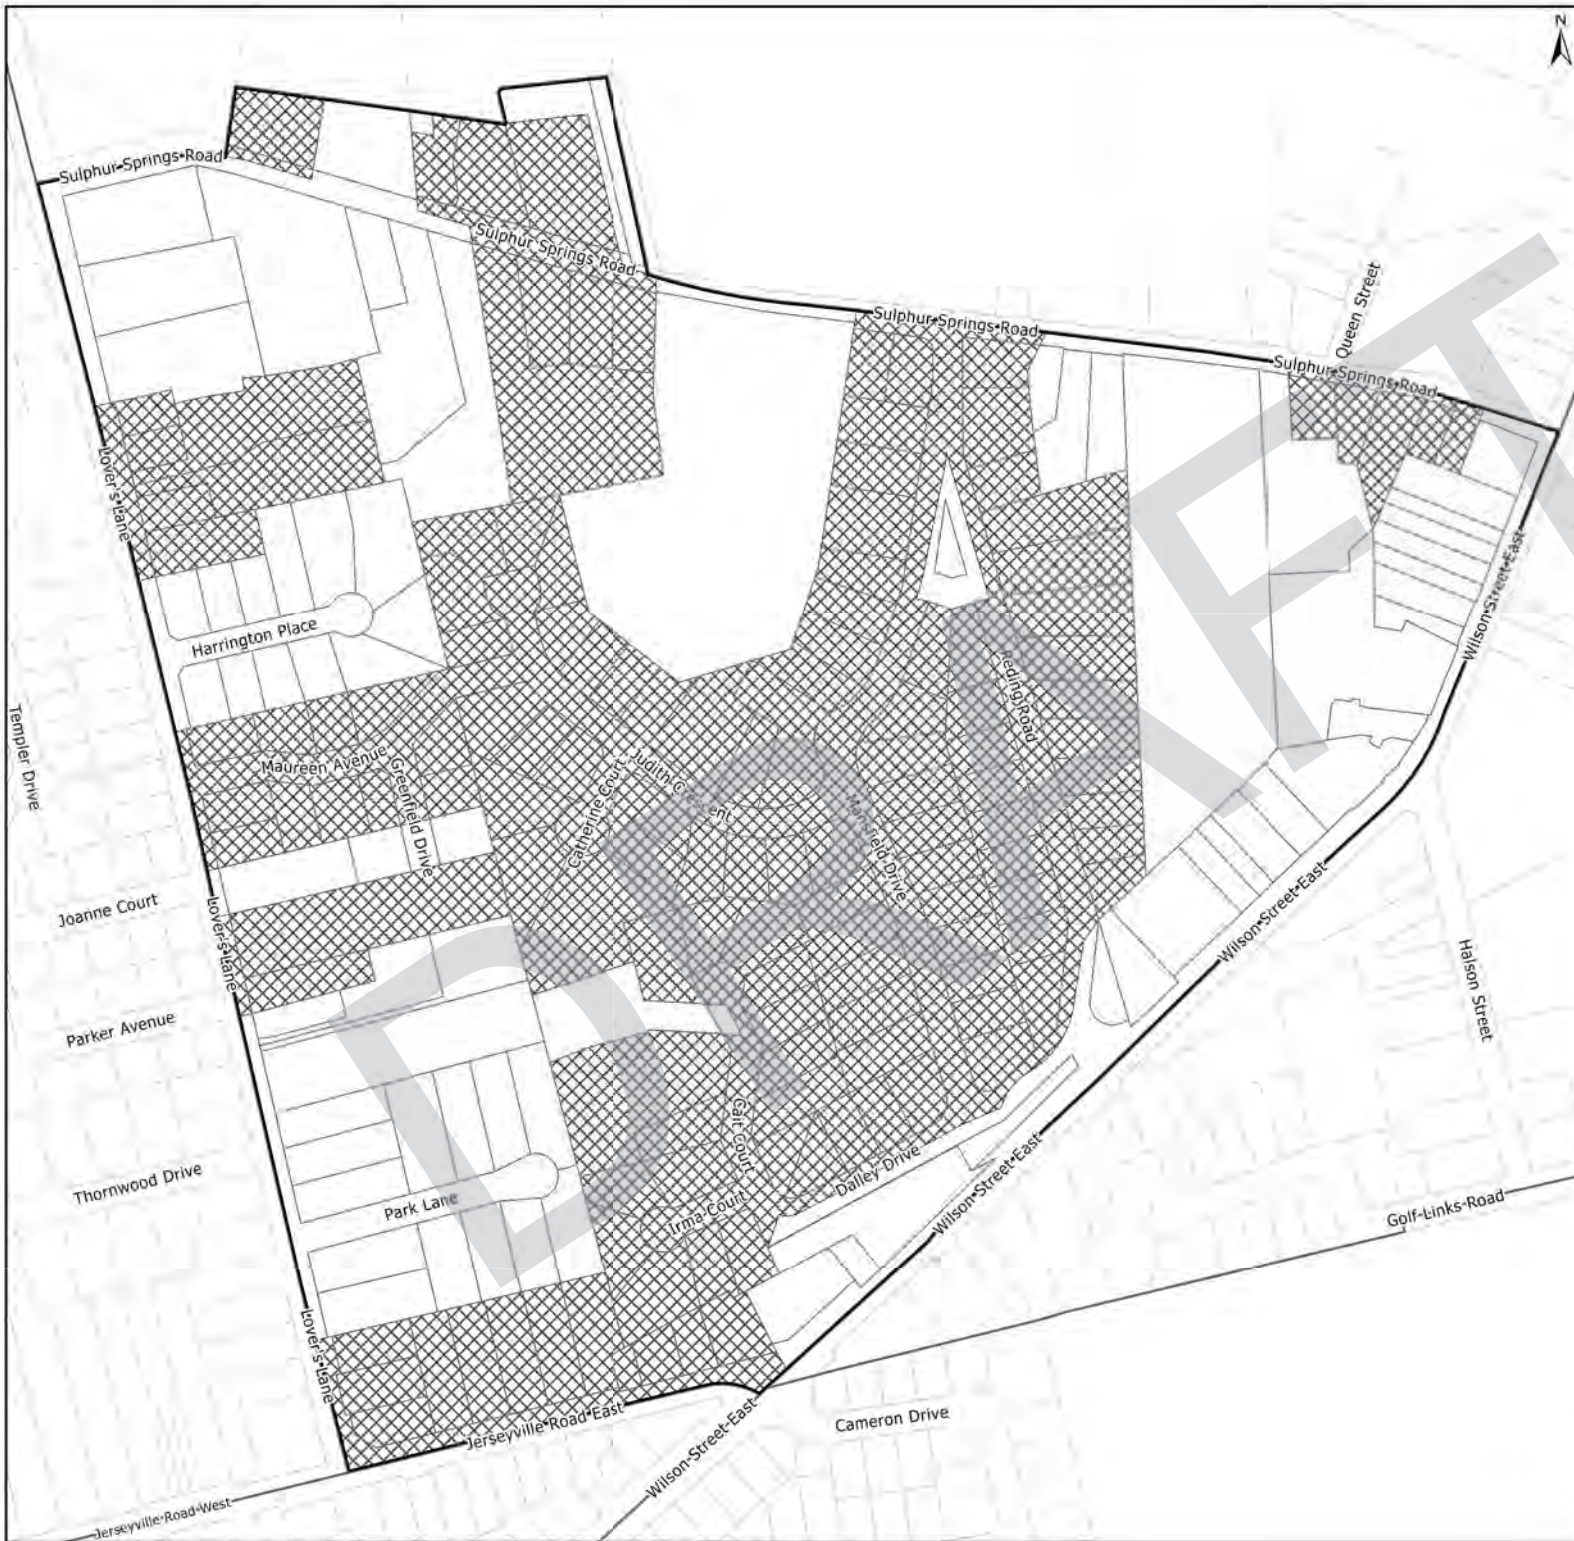 N
Sulphur Springs Road
Sulphur Springs Road
Sulphur Springs Road
Queen Street
Sulphur Springs Road
Lover's Lane
Wilson Street East
Harrington Place
Templer Drive
Maureen Avenue
Greenfield Drive
Catherine Court
Judith Crescent
Mansfield Drive
Reding Road
Joanne Court
Lover's Lane
Wilson Street East
Halson Street
Parker Avenue
Thornwood Drive
Park Lane
Gait Court
Irma Court
Dalley Drive
Wilson Street East
Golf Links Road
Lover's Lane
Jerseyville Road East
Cameron Drive
Wilson Street East
Jerseyville Road West
DRAFT